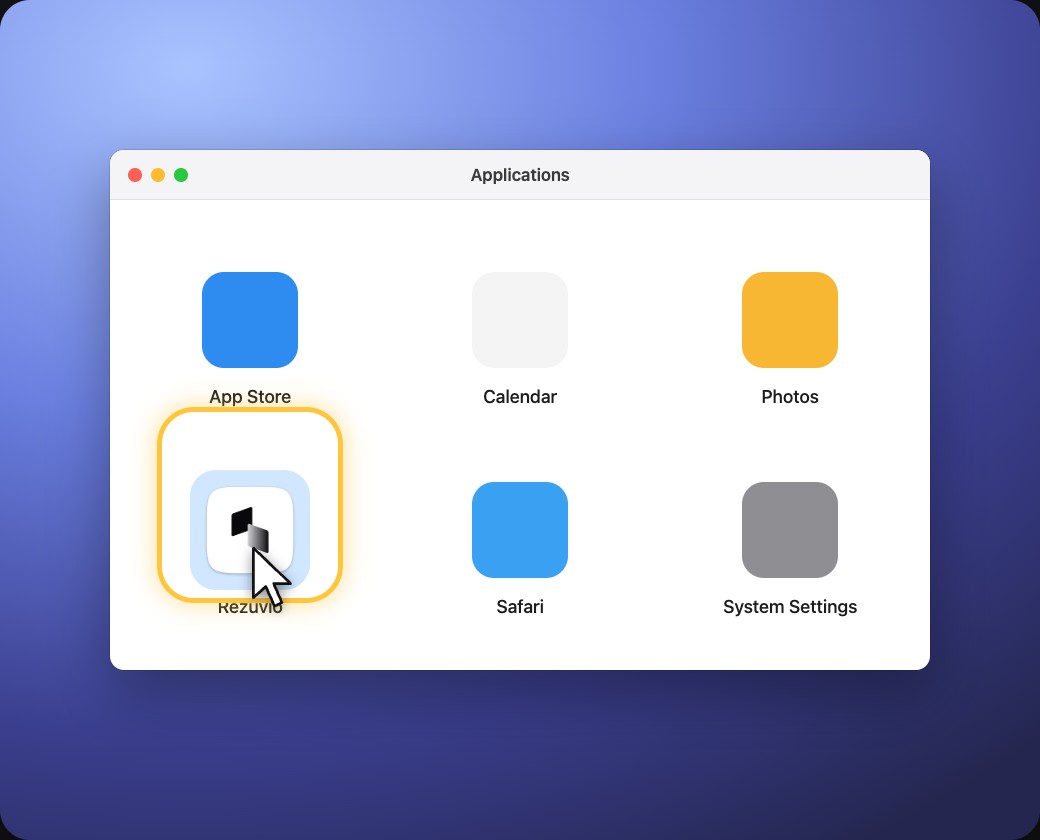 Applications
App Store
Calendar
Photos
Rezuvio
Safari
System Settings